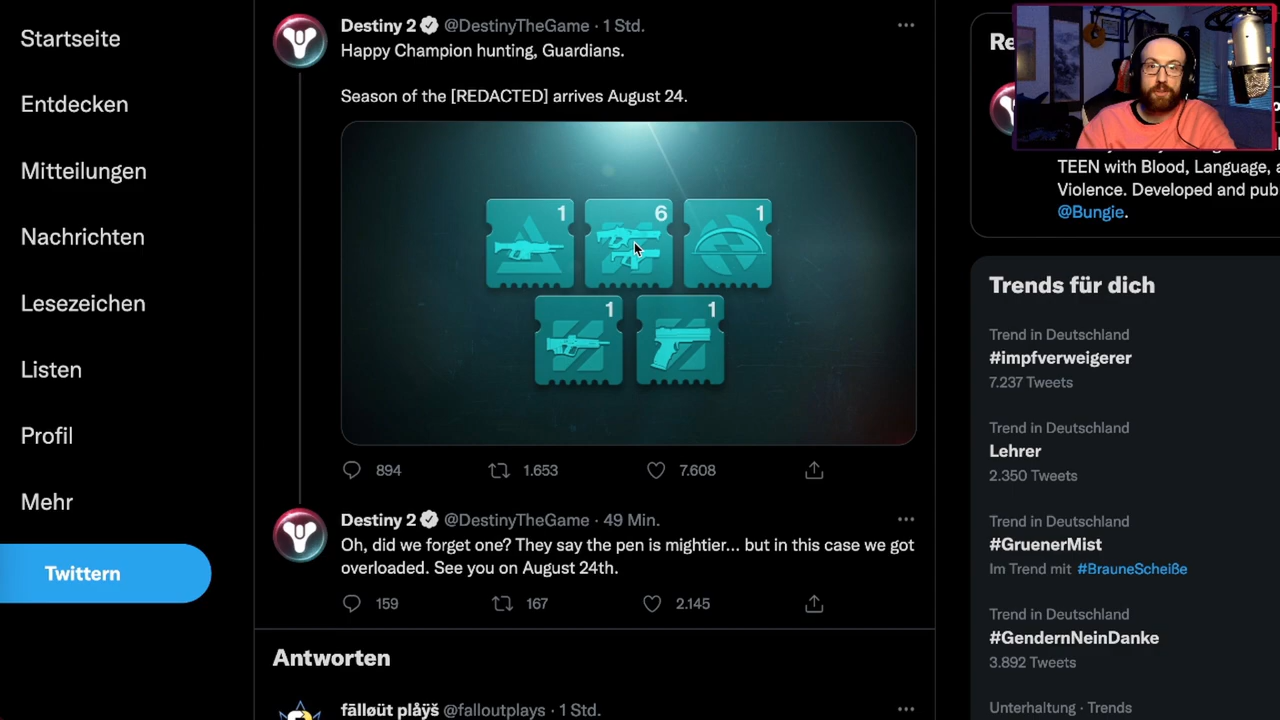 Startseite
Entdecken
Mitteilungen
Nachrichten
Lesezeichen
Listen
Profil
Mehr
Twittern
Destiny 2 @DestinyTheGame · 1 Std.
Happy Champion hunting, Guardians.
Season of the [REDACTED] arrives August 24.
1
6
1
1
1
894
1.653
7.608
Destiny 2 @DestinyTheGame · 49 Min.
Oh, did we forget one? They say the pen is mightier... but in this case we got
overloaded. See you on August 24th.
159
167
2.145
Antworten
fālløüt plåÿš @falloutplays · 1 Std.
TEEN with Blood, Language,
Violence. Developed and pub
@Bungie.
Trends für dich
Trend in Deutschland
#impfverweigerer
7.237 Tweets
Trend in Deutschland
Lehrer
2.350 Tweets
Trend in Deutschland
#GruenerMist
Im Trend mit #BrauneScheiße
Trend in Deutschland
#GendernNeinDanke
3.892 Tweets
Unterhaltung · Trends